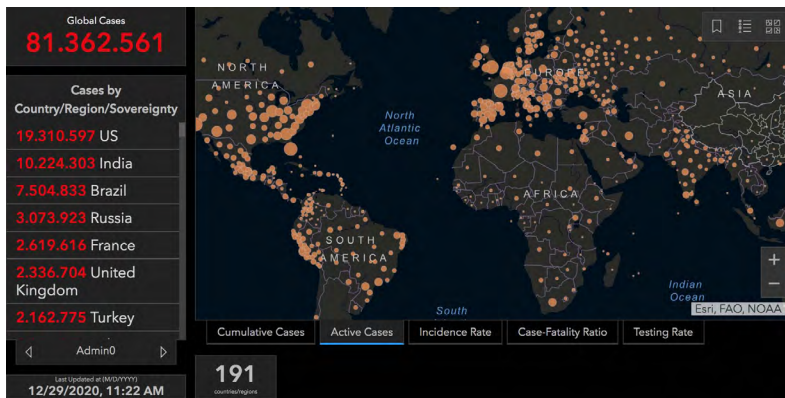 Global Cases
81.362.561
Cases by
Country/Region/Sovereignty
19.310.597 US
10.224.303 India
7.504.833 Brazil
3.073.923 Russia
2.619.616 France
2.336.704 United
Kingdom
2.162.775 Turkey
Admin0
Last Updated at (M/D/YYYY)
12/29/2020, 11:22 AM
NORTH
AMERICA
North
Atlantic
Ocean
EUROPE
ASIA
AFRICA
SOUTH
AMERICA
Indian
Ocean
South
Esri, FAO, NOAA
Cumulative Cases
Active Cases
Incidence Rate
Case-Fatality Ratio
Testing Rate
191
countries/regions